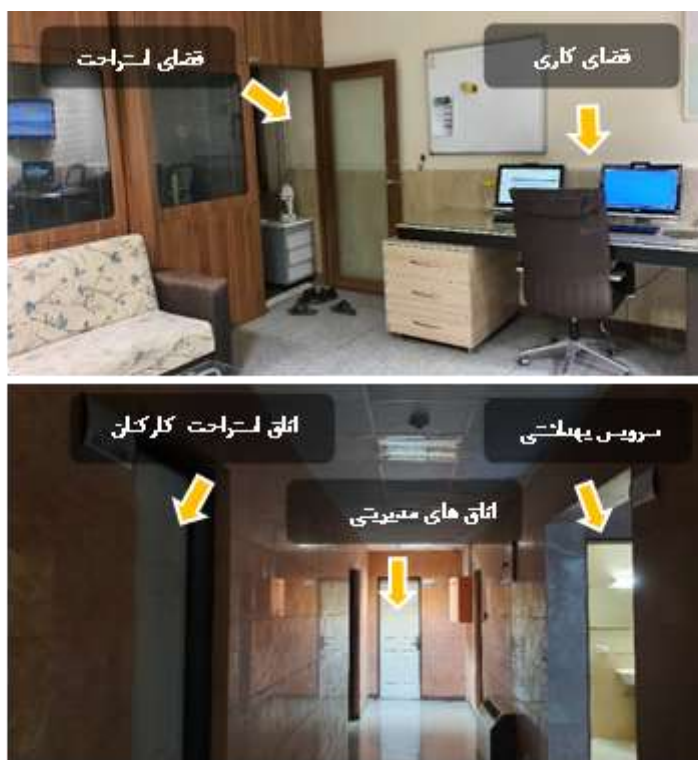 فضای استراحت
فضای کاری
اتاق استراحت کارکنان
سرویس بهداشتی
اتاق های مدیریتی